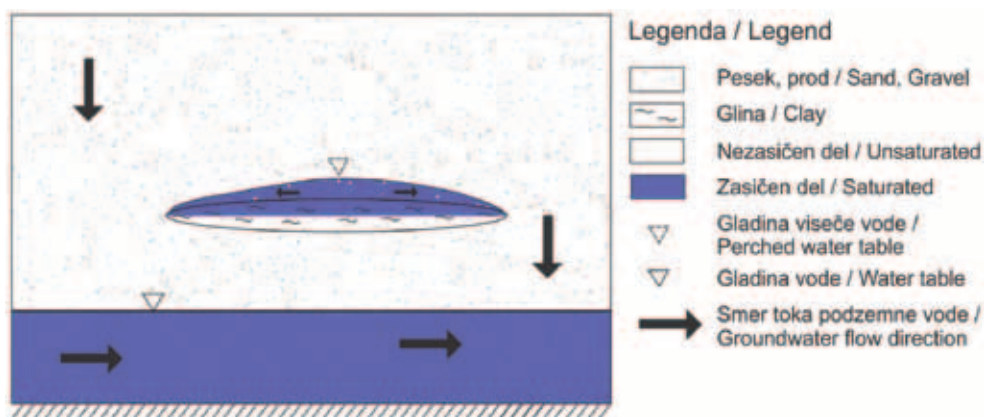 Legenda / Legend
Pesek, prod / Sand, Gravel
Glina / Clay
Nezasičen del / Unsaturated
Zasičen del / Saturated
Gladina viseče vode /
Perched water table
Gladina vode / Water table
Smer toka podzemne vode /
Groundwater flow direction